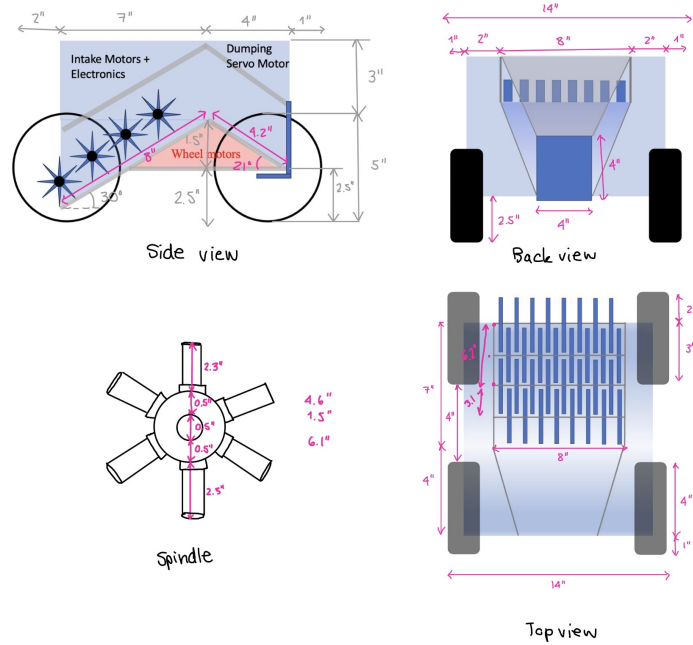 2" 7" 4" 1"
Intake Motors +
Electronics
Dumping
Servo Motor
3"
8"
1.5"
4.2"
Wheel motors
21°
30°
2.5"
2.5"
5"
Side view
14"
1" 2" 8" 2" 1"
4"
2.5"
4"
Back view
2.3"
0.5"
0.5"
0.5"
2.5"
4.6"
1.5"
6.1"
Spindle
2"
3"
7"
3.1
4"
8"
4"
4"
1"
14"
Top view